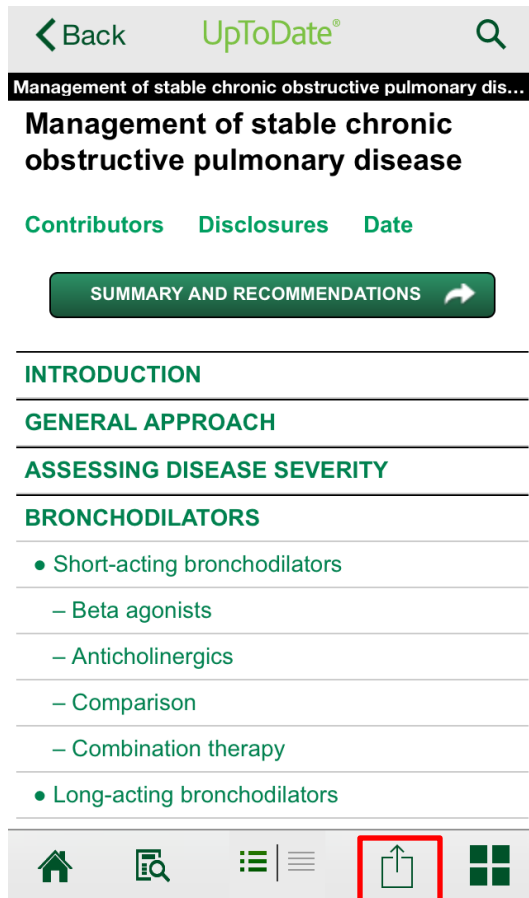 Back
UpToDate®
Management of stable chronic obstructive pulmonary dis...
Management of stable chronic
obstructive pulmonary disease
Contributors Disclosures Date
SUMMARY AND RECOMMENDATIONS
INTRODUCTION
GENERAL APPROACH
ASSESSING DISEASE SEVERITY
BRONCHODILATORS
● Short-acting bronchodilators
– Beta agonists
– Anticholinergics
– Comparison
– Combination therapy
● Long-acting bronchodilators